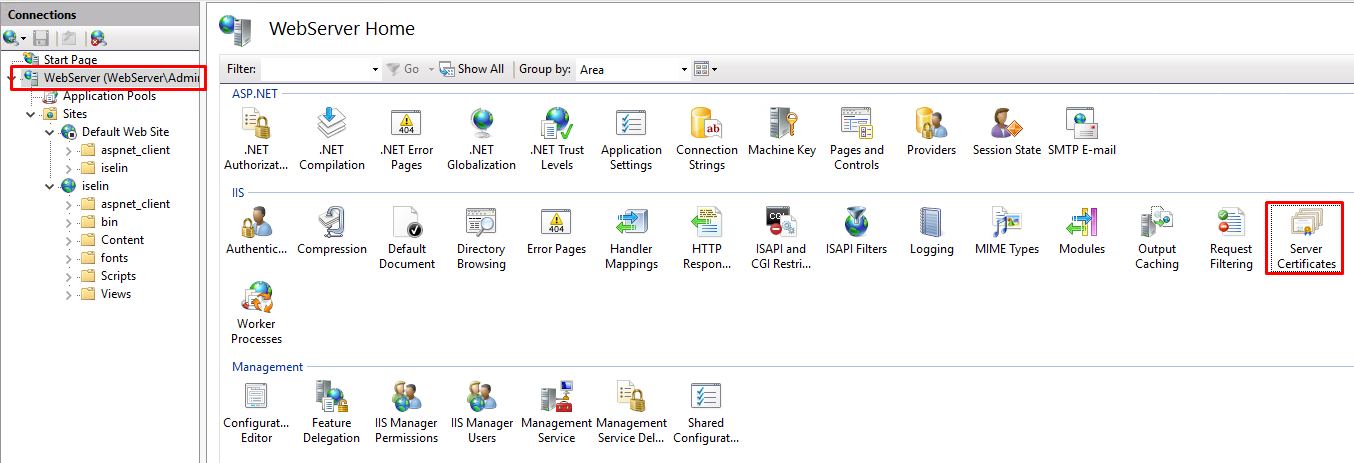 Connections
Start Page
WebServer (WebServer\Admir
Application Pools
Sites
Default Web Site
aspnet_client
iselin
iselin
aspnet_client
bin
Content
fonts
Scripts
Views
WebServer Home
Filter: Go Show All Group by: Area
ASP.NET
.NET Authorizat...
.NET Compilation
.NET Error Pages
.NET Globalization
.NET Trust Levels
Application Settings
Connection Strings
Machine Key
Pages and Controls
Providers
Session State
SMTP E-mail
IIS
Authentic...
Compression
Default Document
Directory Browsing
Error Pages
Handler Mappings
HTTP Respon...
ISAPI and CGI Restri...
ISAPI Filters
Logging
MIME Types
Modules
Output Caching
Request Filtering
Server Certificates
Worker Processes
Management
Configurat... Editor
Feature Delegation
IIS Manager Permissions
IIS Manager Users
Management Service
Management Service Del...
Shared Configurat...